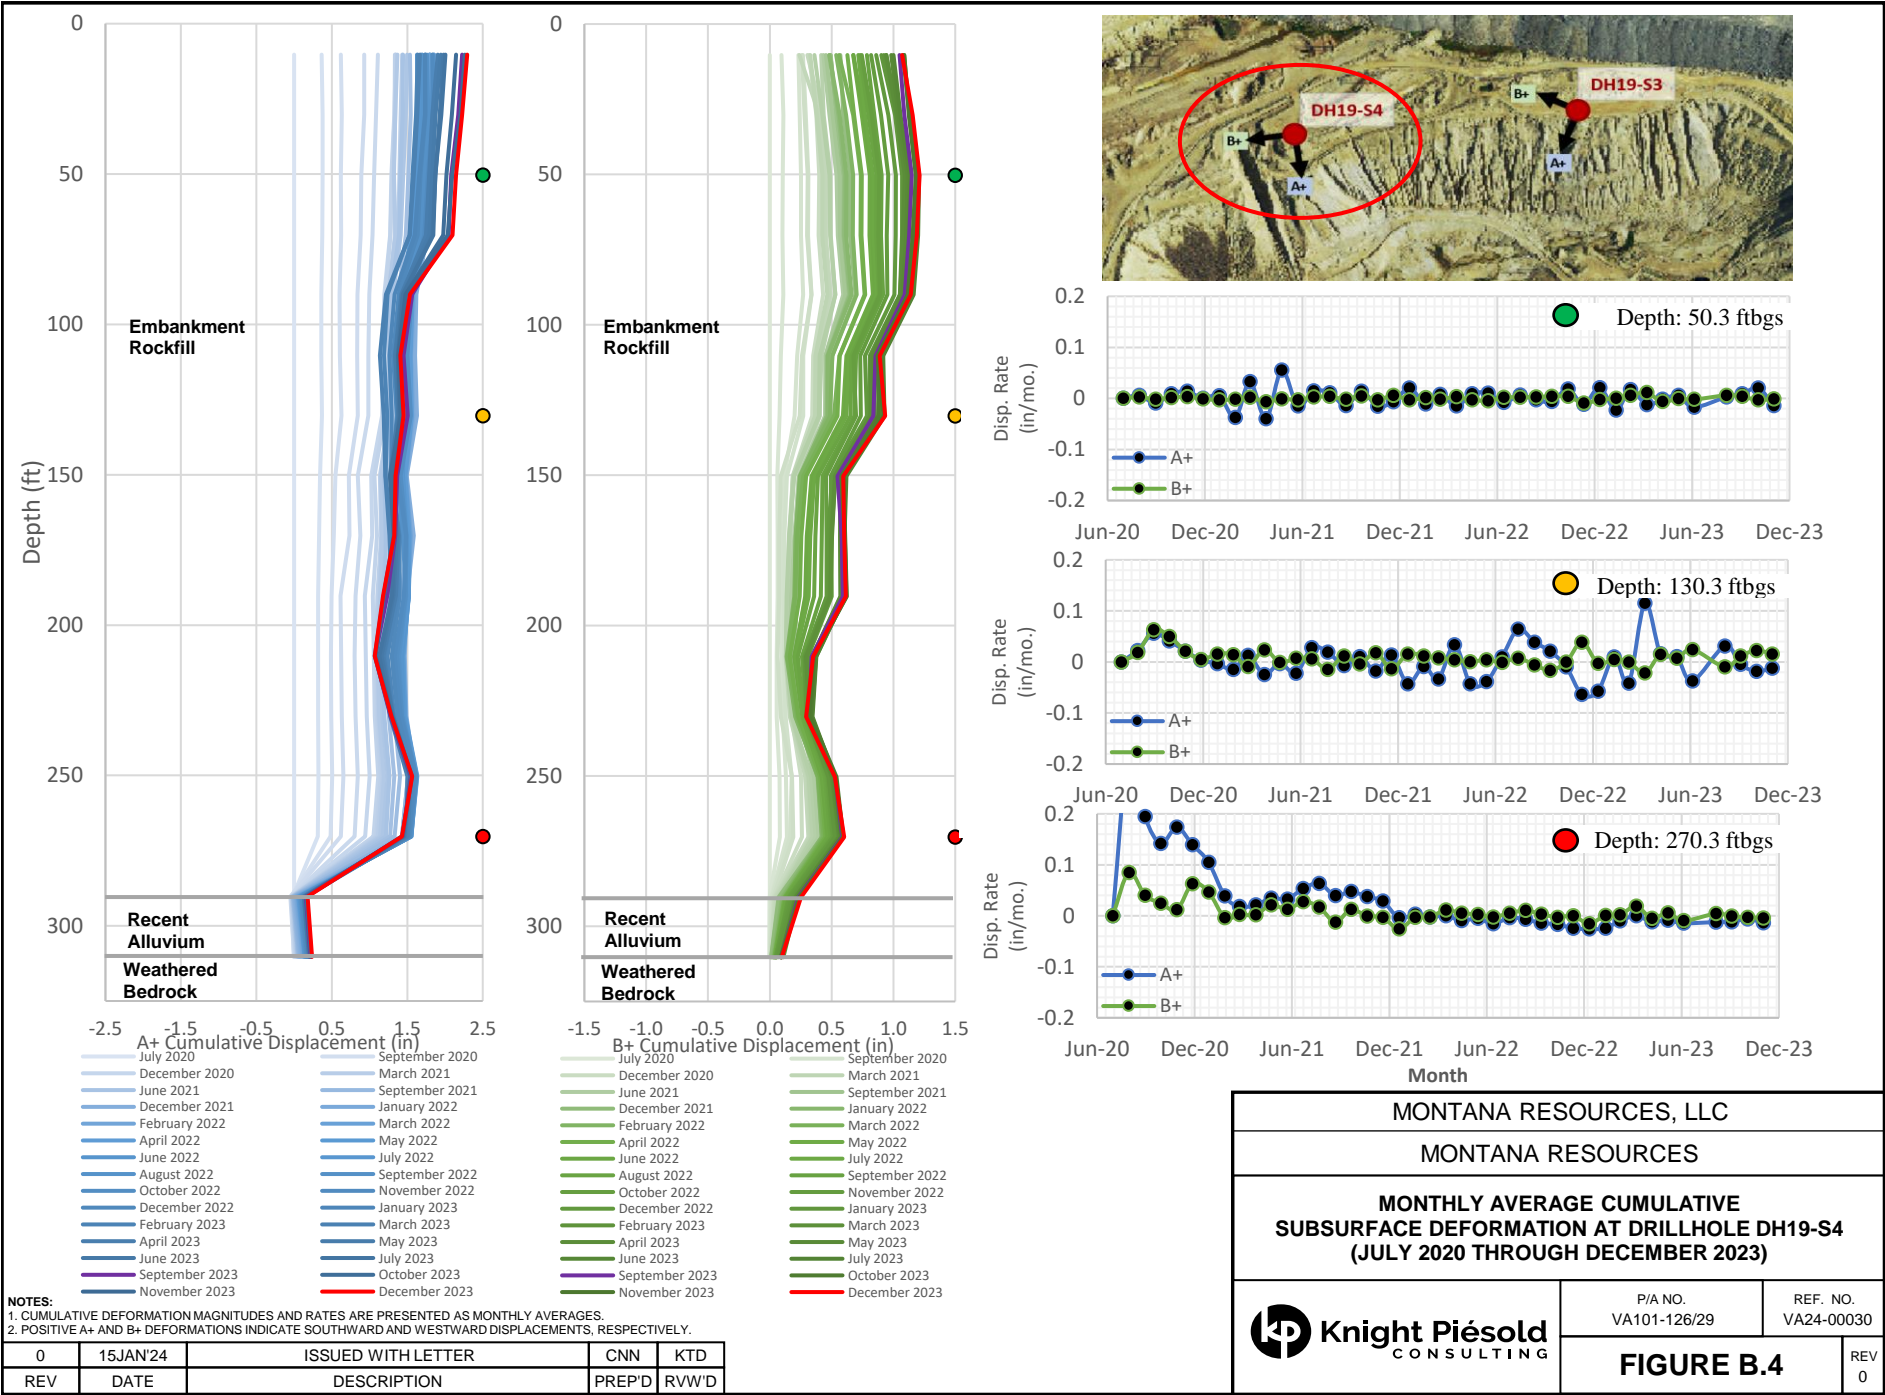 0
50
100
150
200
250
300
Depth (ft)
Embankment
Rockfill
Recent
Alluvium
Weathered
Bedrock
-2.5
-1.5
-0.5
0.5
1.5
2.5
A+ Cumulative Displacement (in)
July 2020
September 2020
December 2020
March 2021
June 2021
September 2021
December 2021
January 2022
February 2022
March 2022
April 2022
May 2022
June 2022
July 2022
August 2022
September 2022
October 2022
November 2022
December 2022
January 2023
February 2023
March 2023
April 2023
May 2023
June 2023
July 2023
September 2023
October 2023
November 2023
December 2023
0
50
100
150
200
250
300
Embankment
Rockfill
Recent
Alluvium
Weathered
Bedrock
-1.5
-1.0
-0.5
0.0
0.5
1.0
1.5
B+ Cumulative Displacement (in)
July 2020
September 2020
December 2020
March 2021
June 2021
September 2021
December 2021
January 2022
February 2022
March 2022
April 2022
May 2022
June 2022
July 2022
August 2022
September 2022
October 2022
November 2022
December 2022
January 2023
February 2023
March 2023
April 2023
May 2023
June 2023
July 2023
September 2023
October 2023
November 2023
December 2023
DH19-S4
B+
A+
DH19-S3
B+
A+
0.2
0.1
0
-0.1
-0.2
Disp. Rate
(in/mo.)
Depth: 50.3 ftbgs
A+
B+
Jun-20
Dec-20
Jun-21
Dec-21
Jun-22
Dec-22
Jun-23
Dec-23
0.2
0.1
0
-0.1
-0.2
Disp. Rate
(in/mo.)
Depth: 130.3 ftbgs
A+
B+
Jun-20
Dec-20
Jun-21
Dec-21
Jun-22
Dec-22
Jun-23
Dec-23
0.2
0.1
0
-0.1
-0.2
Disp. Rate
(in/mo.)
Depth: 270.3 ftbgs
A+
B+
Jun-20
Dec-20
Jun-21
Dec-21
Jun-22
Dec-22
Jun-23
Dec-23
Month
NOTES:
1. CUMULATIVE DEFORMATION MAGNITUDES AND RATES ARE PRESENTED AS MONTHLY AVERAGES.
2. POSITIVE A+ AND B+ DEFORMATIONS INDICATE SOUTHWARD AND WESTWARD DISPLACEMENTS, RESPECTIVELY.
0 15JAN'24 ISSUED WITH LETTER CNN KTD
REV DATE DESCRIPTION PREP'D RVW'D
MONTANA RESOURCES, LLC
MONTANA RESOURCES
MONTHLY AVERAGE CUMULATIVE
SUBSURFACE DEFORMATION AT DRILLHOLE DH19-S4
(JULY 2020 THROUGH DECEMBER 2023)
kp Knight Piésold
CONSULTING
P/A NO.
VA101-126/29
REF. NO.
VA24-00030
FIGURE B.4
REV
0